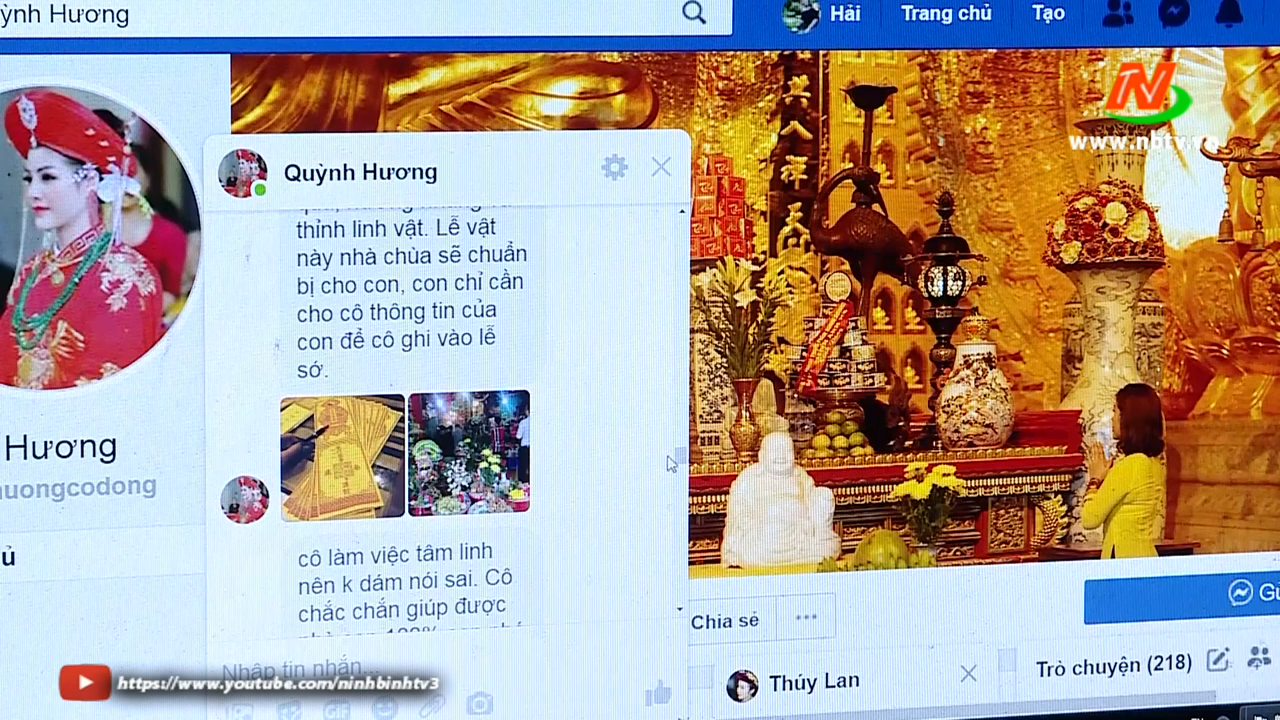 ỳnh Hương
Hải
Trang chủ
Tạo
TN
www.nbtv.vn
Quỳnh Hương
thỉnh linh vật. Lễ vật
này nhà chùa sẽ chuẩn
bị cho con, con chỉ cần
cho cô thông tin của
con để cô ghi vào lễ
sớ.
Hương
uongcodong
ủ
cô làm việc tâm linh
nên k dám nói sai. Cô
chắc chắn giúp được
Nhập tin nhắn...
Chia sẻ
Thúy Lan
Trò chuyện (218)
https://www.youtube.com/ninhbinhtv3